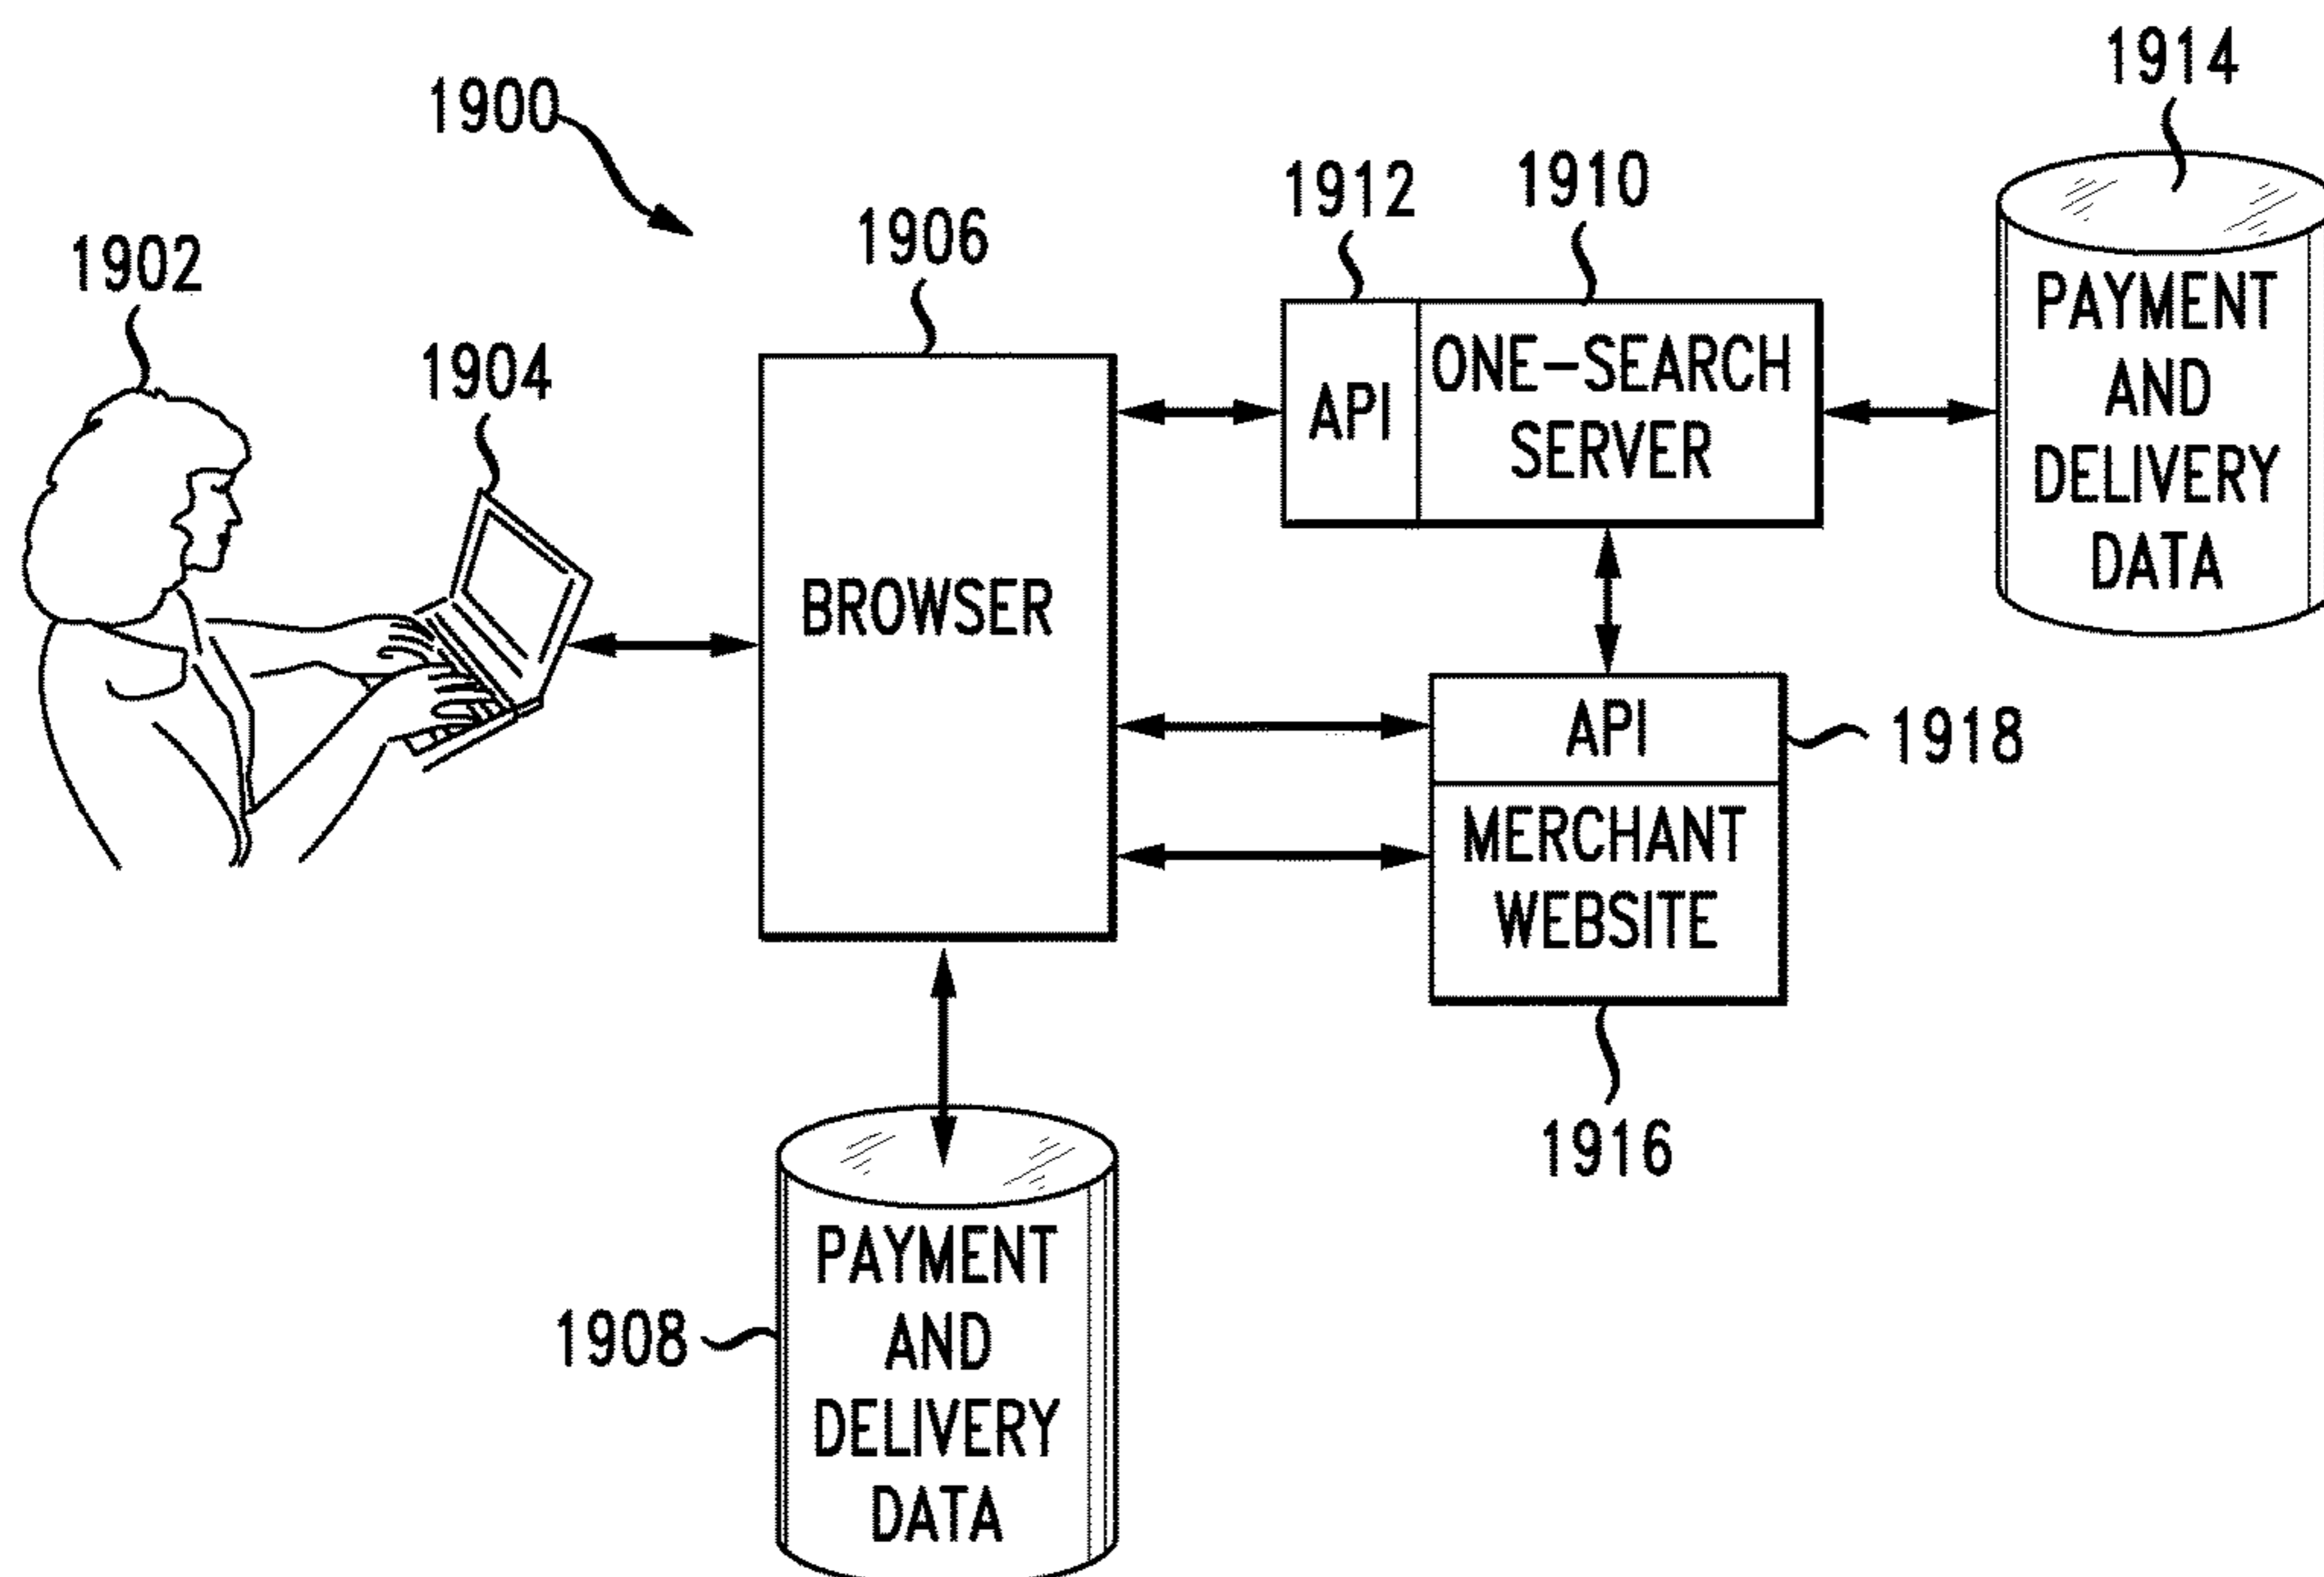 1900
1902
1904
1906
BROWSER
1912
1910
API
ONE-SEARCH
SERVER
1914
PAYMENT
AND
DELIVERY
DATA
API
1918
MERCHANT
WEBSITE
1916
1908
PAYMENT
AND
DELIVERY
DATA